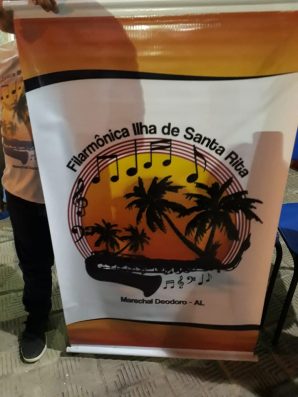 Filarmônica Ilha de Santa Rita
Marechal Deodoro - AL